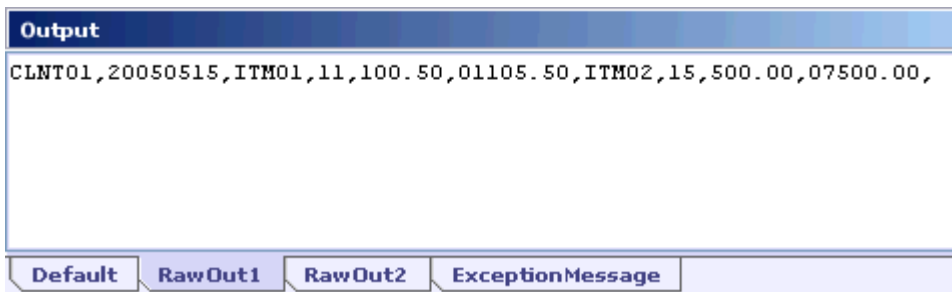 Output
CLNT01,20050515,ITM01,11,100.50,01105.50,ITM02,15,500.00,07500.00,
Default RawOut1 RawOut2 ExceptionMessage